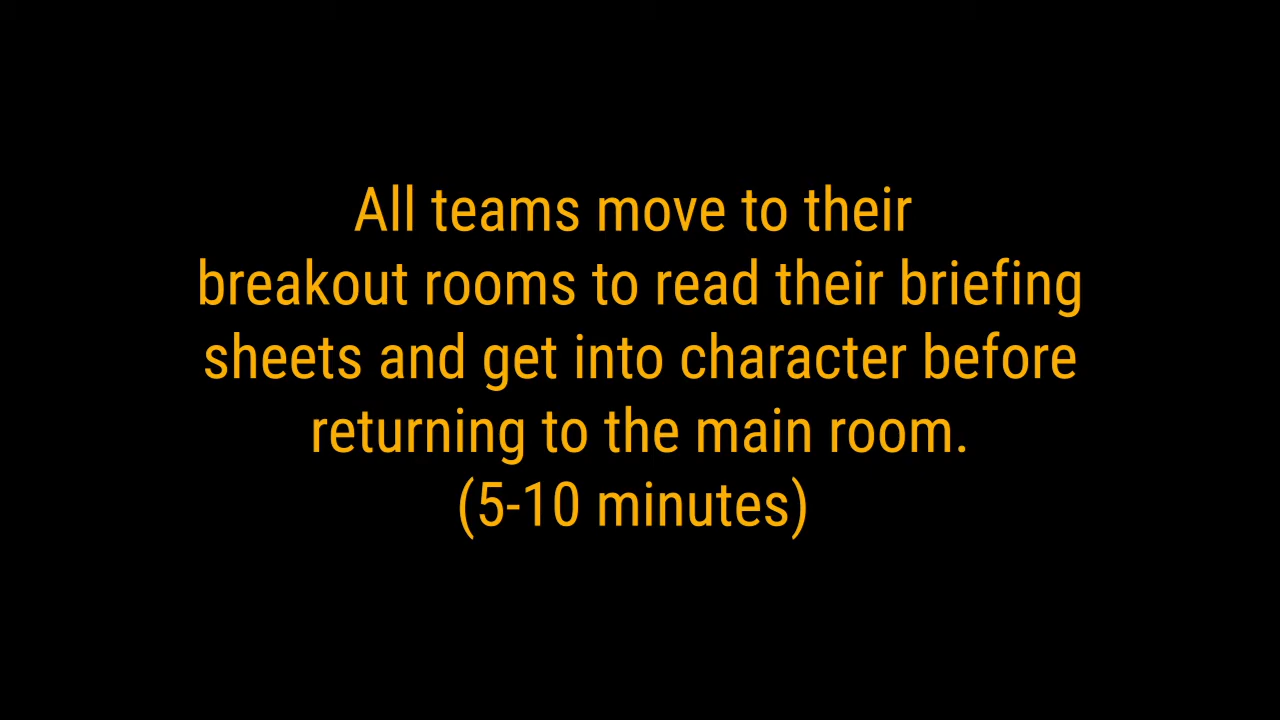 All teams move to their
breakout rooms to read their briefing
sheets and get into character before
returning to the main room.
(5-10 minutes)